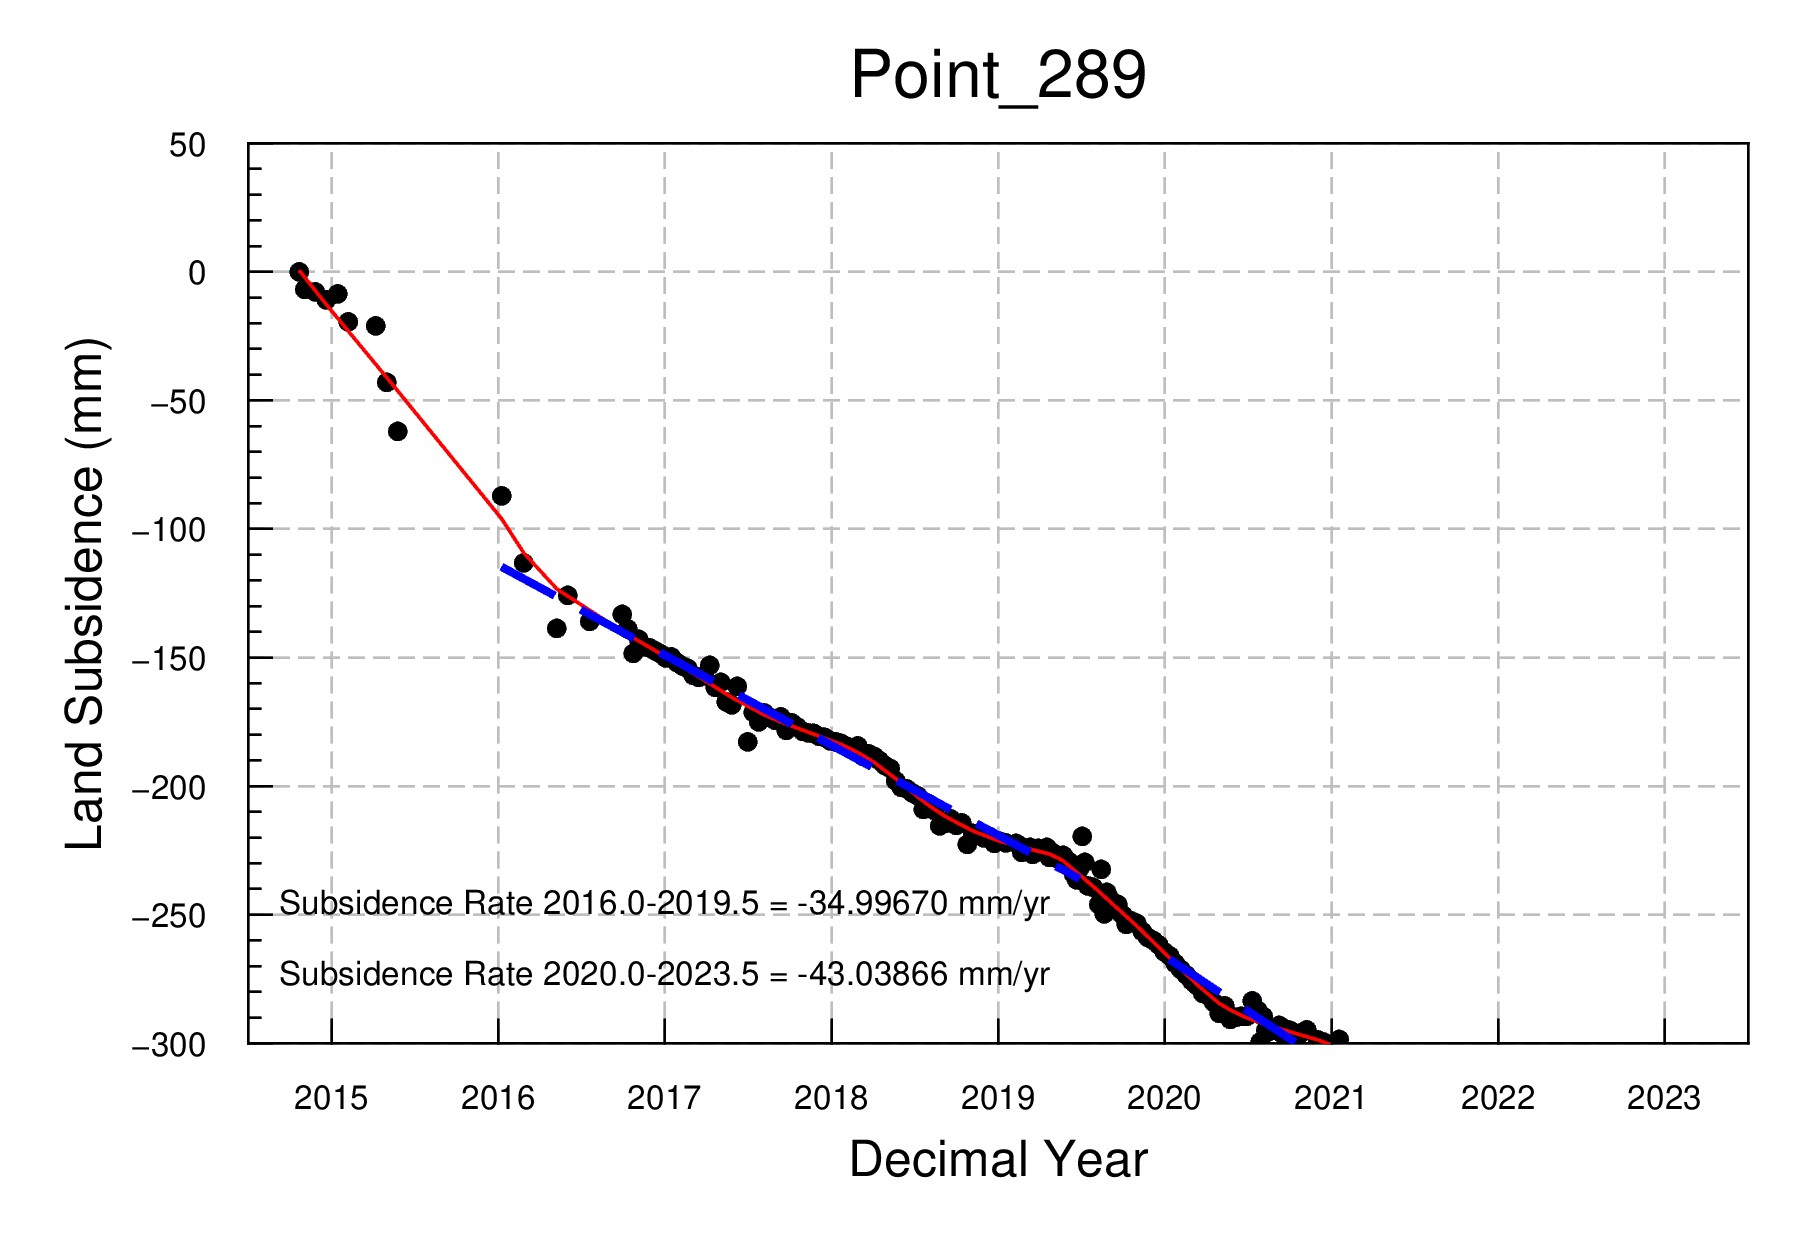 Point_289
50
0
−50
−100
−150
−200
−250
−300
Land Subsidence (mm)
Subsidence Rate 2016.0-2019.5 = -34.99670 mm/yr
Subsidence Rate 2020.0-2023.5 = -43.03866 mm/yr
2015 2016 2017 2018 2019 2020 2021 2022 2023
Decimal Year